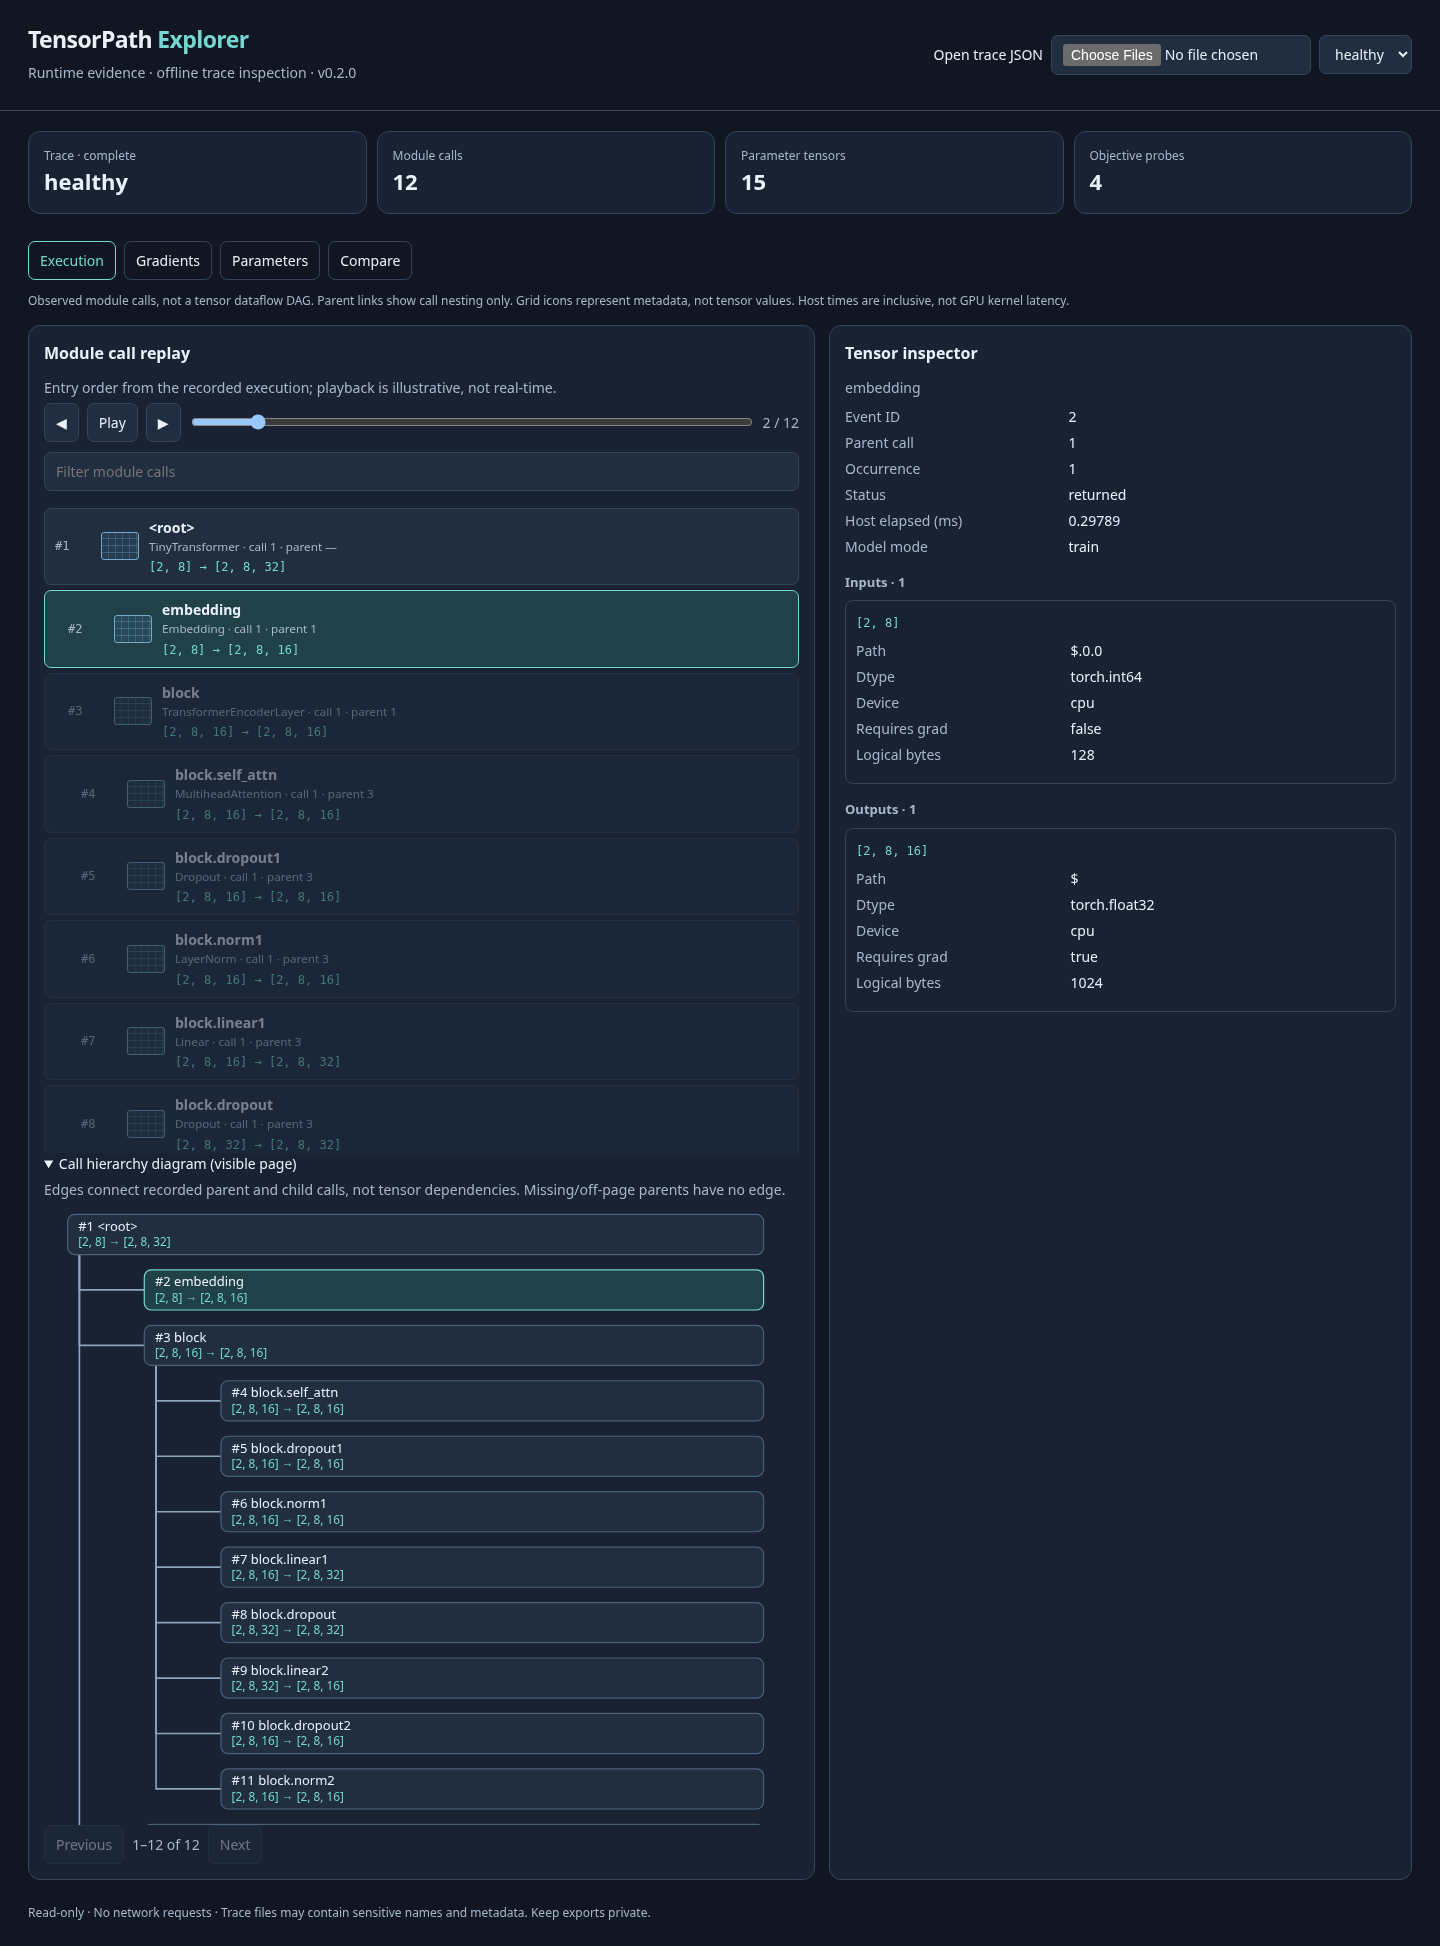 TensorPath Explorer
Runtime evidence · offline trace inspection · v0.2.0
Open trace JSON
Choose Files No file chosen
healthy
Trace · complete
healthy
Module calls
12
Parameter tensors
15
Objective probes
4
Execution
Gradients
Parameters
Compare
Observed module calls, not a tensor dataflow DAG. Parent links show call nesting only. Grid icons represent metadata, not tensor values. Host times are inclusive, not GPU kernel latency.
Module call replay
Entry order from the recorded execution; playback is illustrative, not real-time.
◀ Play ▶ 2 / 12
Filter module calls
#1
<root>
TinyTransformer · call 1 · parent —
[2, 8] → [2, 8, 32]
#2
embedding
Embedding · call 1 · parent 1
[2, 8] → [2, 8, 16]
#3
block
TransformerEncoderLayer · call 1 · parent 1
[2, 8, 16] → [2, 8, 16]
#4
block.self_attn
MultiheadAttention · call 1 · parent 3
[2, 8, 16] → [2, 8, 16]
#5
block.dropout1
Dropout · call 1 · parent 3
[2, 8, 16] → [2, 8, 16]
#6
block.norm1
LayerNorm · call 1 · parent 3
[2, 8, 16] → [2, 8, 16]
#7
block.linear1
Linear · call 1 · parent 3
[2, 8, 16] → [2, 8, 32]
#8
block.dropout
Dropout · call 1 · parent 3
[2, 8, 32] → [2, 8, 32]
▼ Call hierarchy diagram (visible page)
Edges connect recorded parent and child calls, not tensor dependencies. Missing/off-page parents have no edge.
#1 <root>
[2, 8] → [2, 8, 32]
#2 embedding
[2, 8] → [2, 8, 16]
#3 block
[2, 8, 16] → [2, 8, 16]
#4 block.self_attn
[2, 8, 16] → [2, 8, 16]
#5 block.dropout1
[2, 8, 16] → [2, 8, 16]
#6 block.norm1
[2, 8, 16] → [2, 8, 16]
#7 block.linear1
[2, 8, 16] → [2, 8, 32]
#8 block.dropout
[2, 8, 32] → [2, 8, 32]
#9 block.linear2
[2, 8, 32] → [2, 8, 16]
#10 block.dropout2
[2, 8, 16] → [2, 8, 16]
#11 block.norm2
[2, 8, 16] → [2, 8, 16]
Previous 1–12 of 12 Next
Tensor inspector
embedding
Event ID 2
Parent call 1
Occurrence 1
Status returned
Host elapsed (ms) 0.29789
Model mode train
Inputs · 1
[2, 8]
Path $.0.0
Dtype torch.int64
Device cpu
Requires grad false
Logical bytes 128
Outputs · 1
[2, 8, 16]
Path $
Dtype torch.float32
Device cpu
Requires grad true
Logical bytes 1024
Read-only · No network requests · Trace files may contain sensitive names and metadata. Keep exports private.